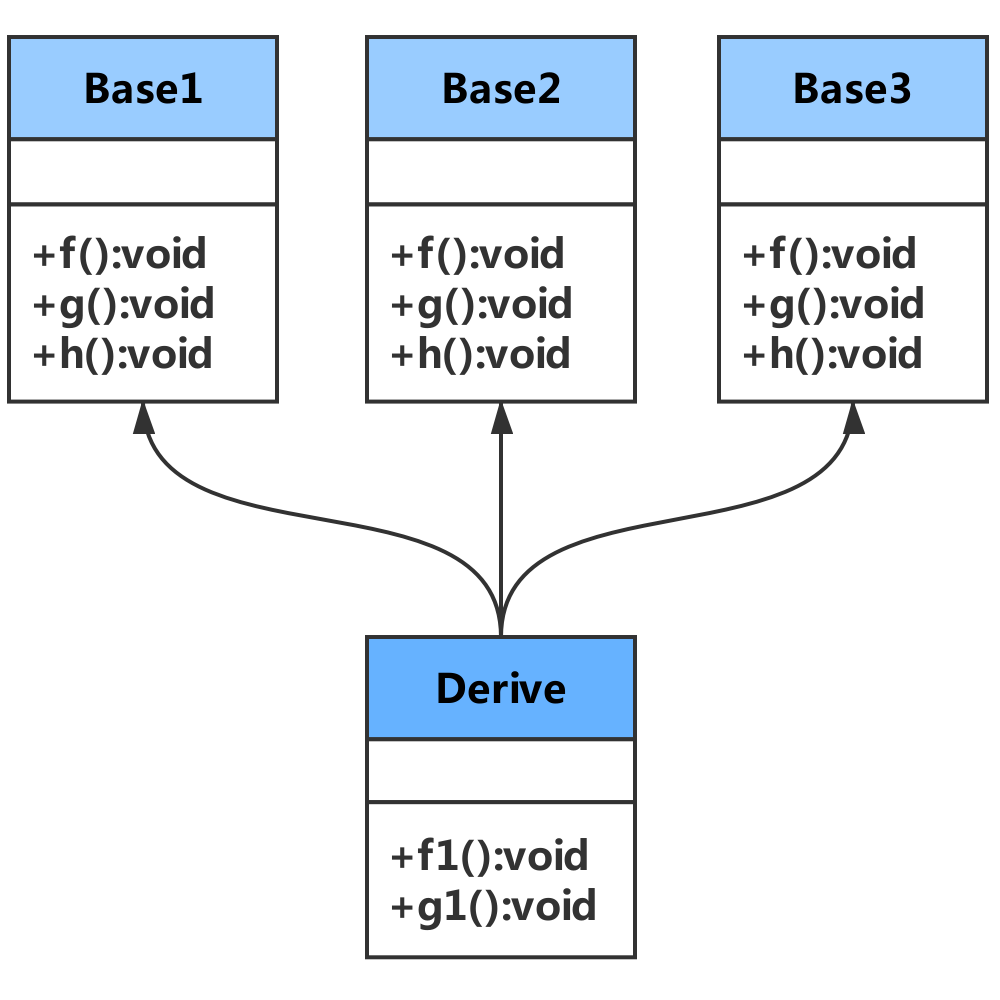 Base1
+f():void
+g():void
+h():void
Base2
+f():void
+g():void
+h():void
Base3
+f():void
+g():void
+h():void
Derive
+f1():void
+g1():void